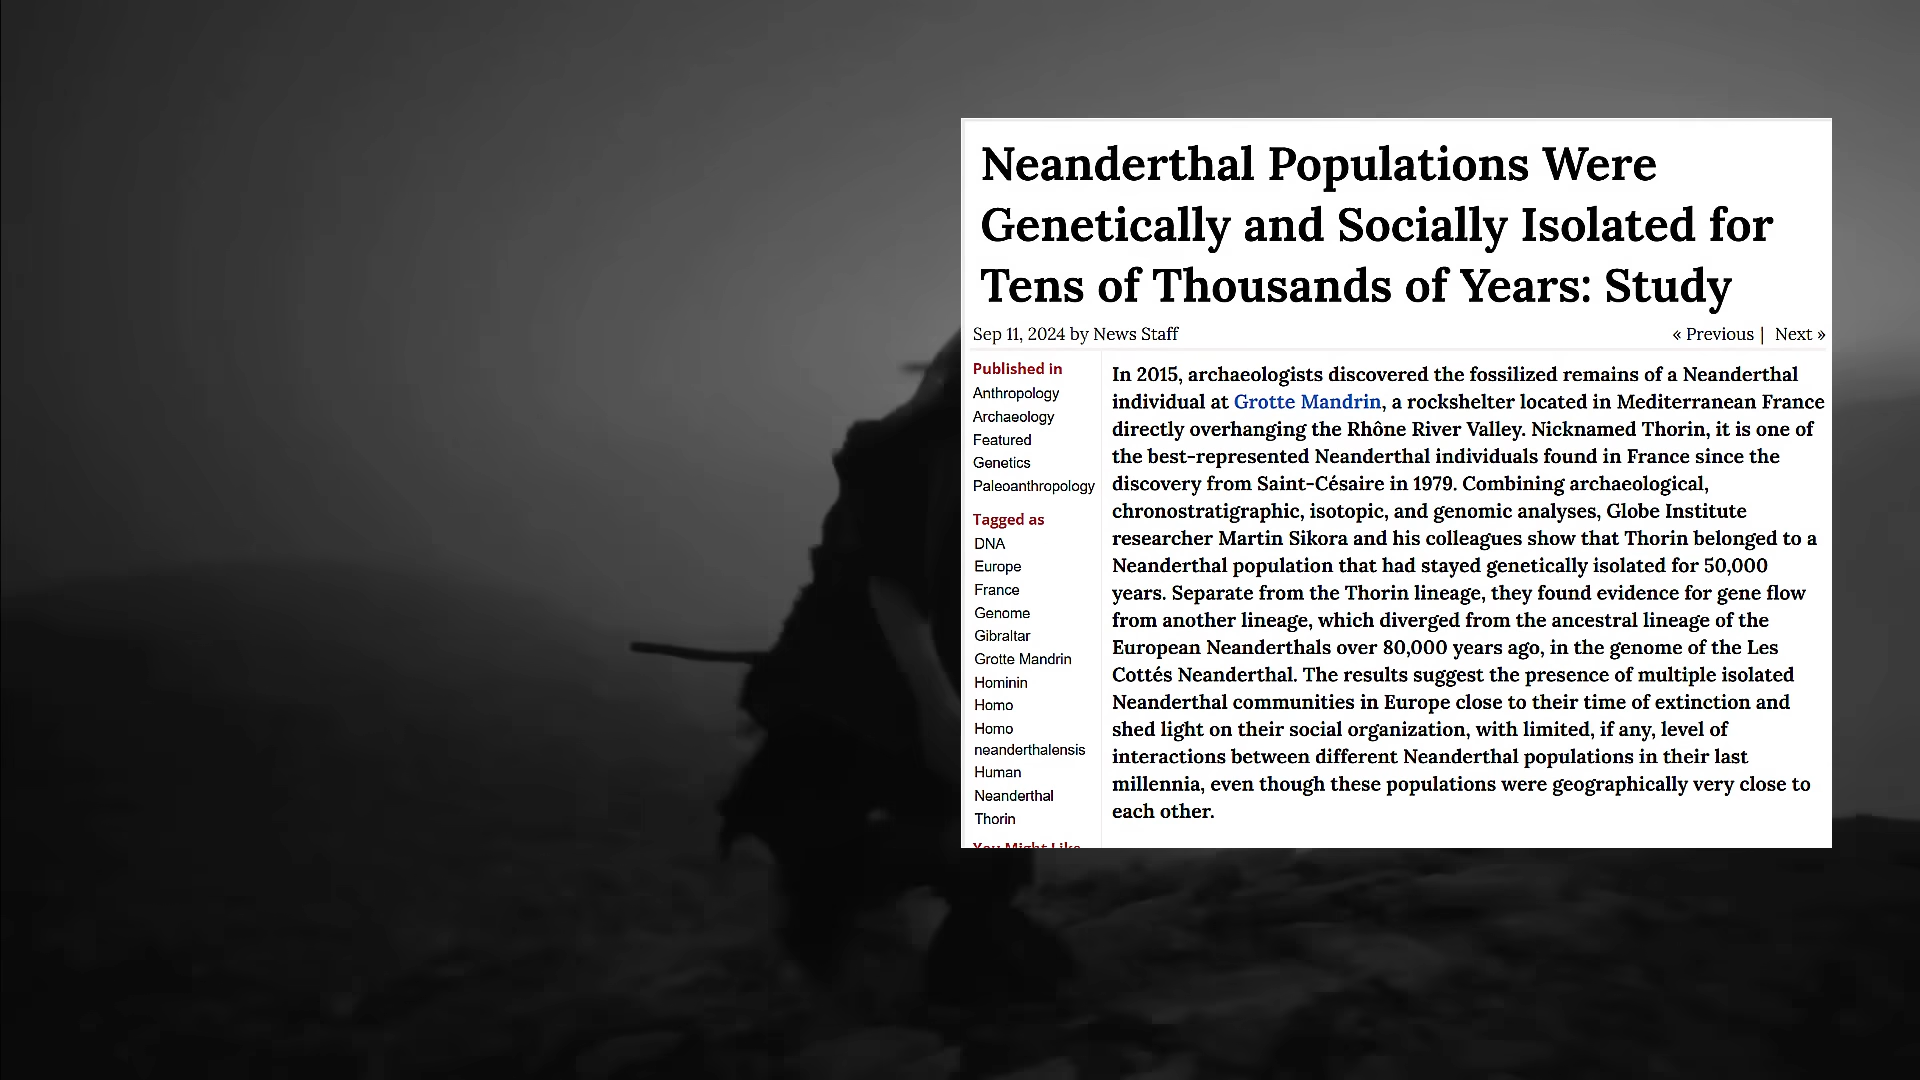 Neanderthal Populations Were
Genetically and Socially Isolated for
Tens of Thousands of Years: Study
Sep 11, 2024 by News Staff
« Previous | Next »
Published in
Anthropology
Archaeology
Featured
Genetics
Paleoanthropology
Tagged as
DNA
Europe
France
Genome
Gibraltar
Grotte Mandrin
Hominin
Homo
Homo
neanderthalensis
Human
Neanderthal
Thorin
You Might Like
In 2015, archaeologists discovered the fossilized remains of a Neanderthal
individual at Grotte Mandrin, a rockshelter located in Mediterranean France
directly overhanging the Rhône River Valley. Nicknamed Thorin, it is one of
the best-represented Neanderthal individuals found in France since the
discovery from Saint-Césaire in 1979. Combining archaeological,
chronostratigraphic, isotopic, and genomic analyses, Globe Institute
researcher Martin Sikora and his colleagues show that Thorin belonged to a
Neanderthal population that had stayed genetically isolated for 50,000
years. Separate from the Thorin lineage, they found evidence for gene flow
from another lineage, which diverged from the ancestral lineage of the
European Neanderthals over 80,000 years ago, in the genome of the Les
Cottés Neanderthal. The results suggest the presence of multiple isolated
Neanderthal communities in Europe close to their time of extinction and
shed light on their social organization, with limited, if any, level of
interactions between different Neanderthal populations in their last
millennia, even though these populations were geographically very close to
each other.